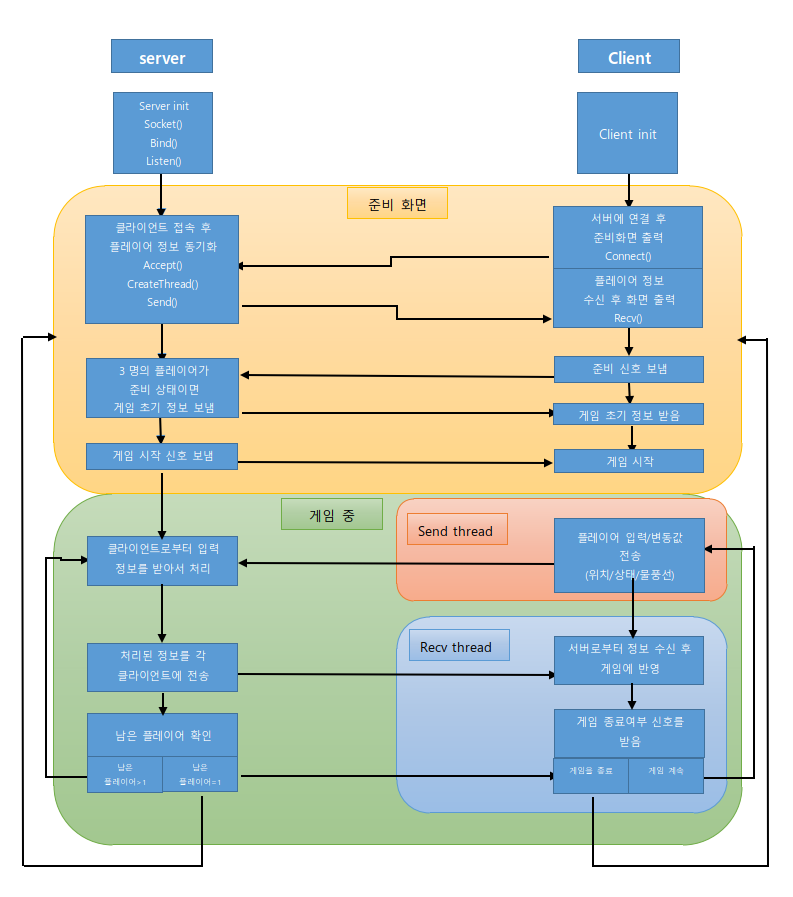 server
Client
Server init
Socket()
Bind()
Listen()
Client init
준비 화면
클라이언트 접속 후
플레이어 정보 동기화
Accept()
CreateThread()
Send()
서버에 연결 후
준비화면 출력
Connect()
플레이어 정보
수신 후 화면 출력
Recv()
3 명의 플레이어가
준비 상태이면
게임 초기 정보 보냄
준비 신호 보냄
게임 초기 정보 받음
게임 시작 신호 보냄
게임 시작
게임 중
Send thread
클라이언트로부터 입력
정보를 받아서 처리
플레이어 입력/변동값
전송
(위치/상태/물풍선)
Recv thread
처리된 정보를 각
클라이언트에 전송
서버로부터 정보 수신 후
게임에 반영
남은 플레이어 확인
남은
플레이어>1
남은
플레이어=1
게임 종료여부 신호를
받음
게임을 종료
게임 계속